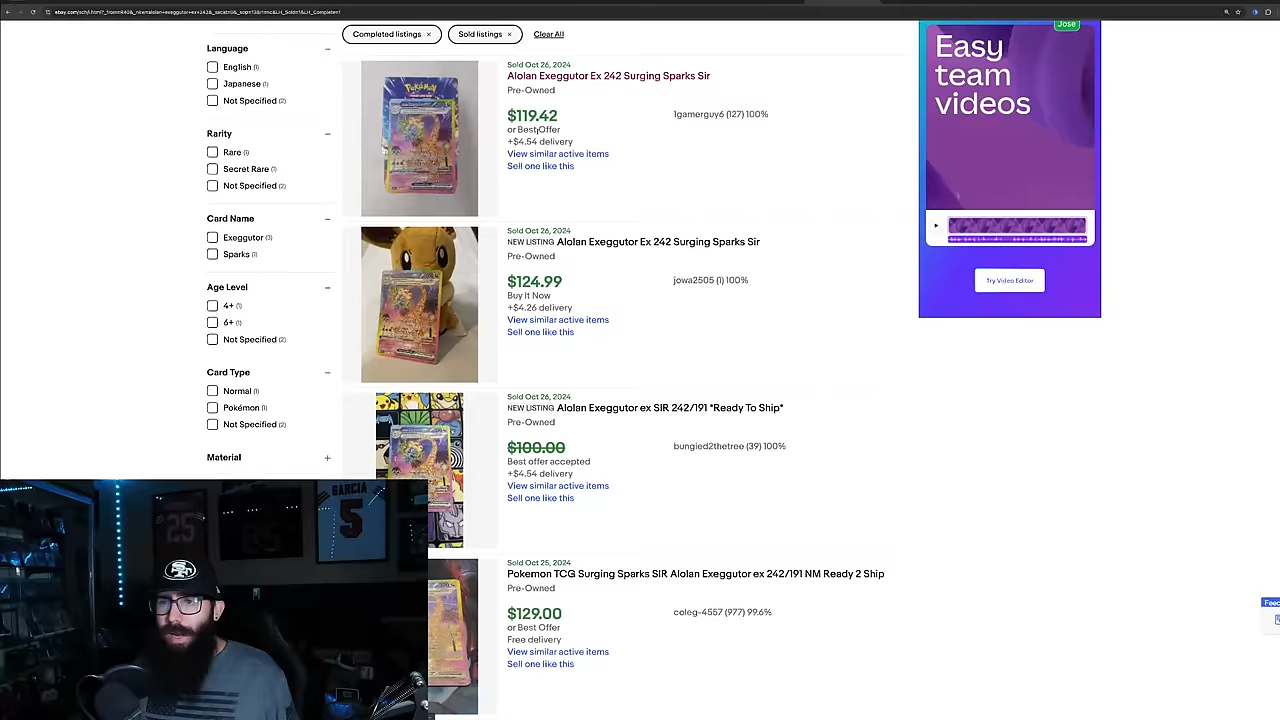 Completed listings ×
Sold listings ×
Clear All
Language
English (1)
Japanese (1)
Not Specified (2)
Rarity
Rare (1)
Secret Rare (1)
Not Specified (2)
Card Name
Exeggutor (3)
Sparks (1)
Age Level
4+ (1)
6+ (1)
Not Specified (2)
Card Type
Normal (1)
Pokémon (1)
Not Specified (2)
Material
Sold Oct 26, 2024
Alolan Exeggutor Ex 242 Surging Sparks Sir
Pre-Owned
$119.42
or Best Offer
+$4.54 delivery
View similar active items
Sell one like this
1gamerguy6 (127) 100%
Sold Oct 26, 2024
NEW LISTING Alolan Exeggutor Ex 242 Surging Sparks Sir
Pre-Owned
$124.99
Buy It Now
+$4.26 delivery
View similar active items
Sell one like this
jowa2505 (1) 100%
Sold Oct 26, 2024
NEW LISTING Alolan Exeggutor ex SIR 242/191 *Ready To Ship*
Pre-Owned
$100.00
Best offer accepted
+$4.54 delivery
View similar active items
Sell one like this
bungied2thetree (39) 100%
Sold Oct 25, 2024
Pokemon TCG Surging Sparks SIR Alolan Exeggutor ex 242/191 NM Ready 2 Ship
Pre-Owned
$129.00
or Best Offer
Free delivery
View similar active items
Sell one like this
coleg-4557 (977) 99.6%
Jose
Easy
team
videos
Try Video Editor
Pokémon
GARCIA
5
25
SF